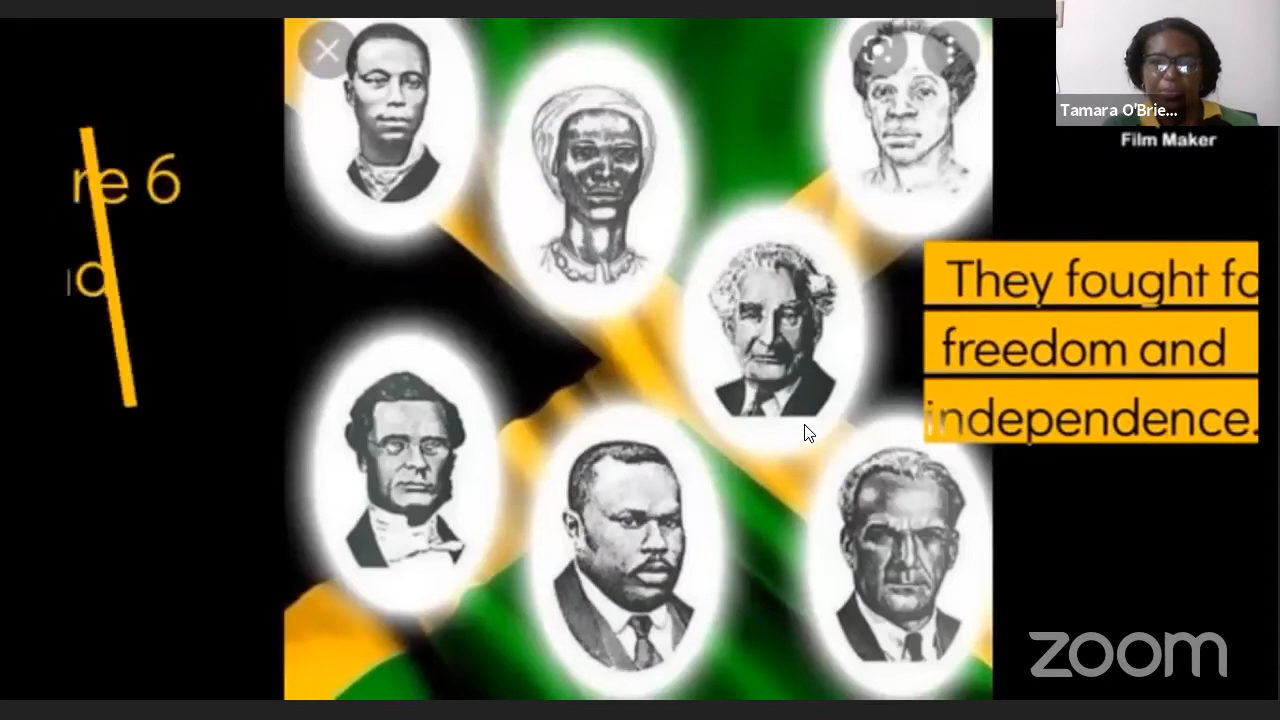 Tamara O'Brie...
Film Maker
re 6
They fought fo
freedom and
independence.
zoom